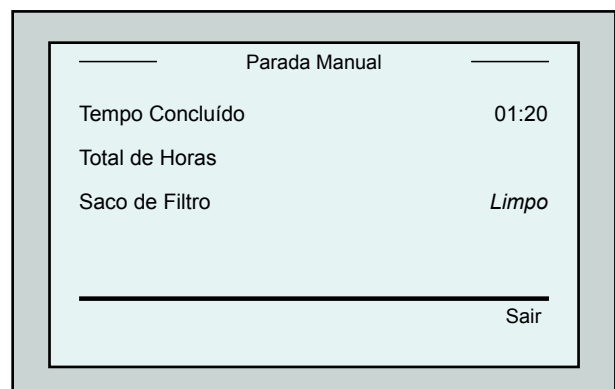 Parada Manual
Tempo Concluído 01:20
Total de Horas
Saco de Filtro Limpo
Sair